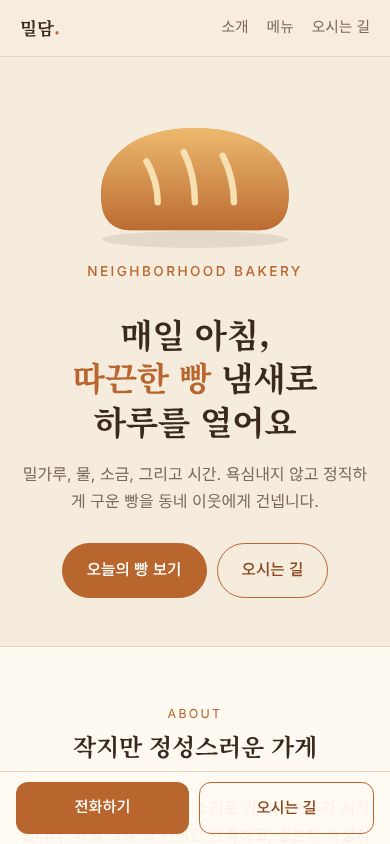 밀담.
소개 메뉴 오시는 길
NEIGHBORHOOD BAKERY
매일 아침,
따끈한 빵 냄새로
하루를 열어요
밀가루, 물, 소금, 그리고 시간. 욕심내지 않고 정직하
게 구운 빵을 동네 이웃에게 건넵니다.
오늘의 빵 보기 오시는 길
ABOUT
작지만 정성스러운 가게
전화하기 오시는 길